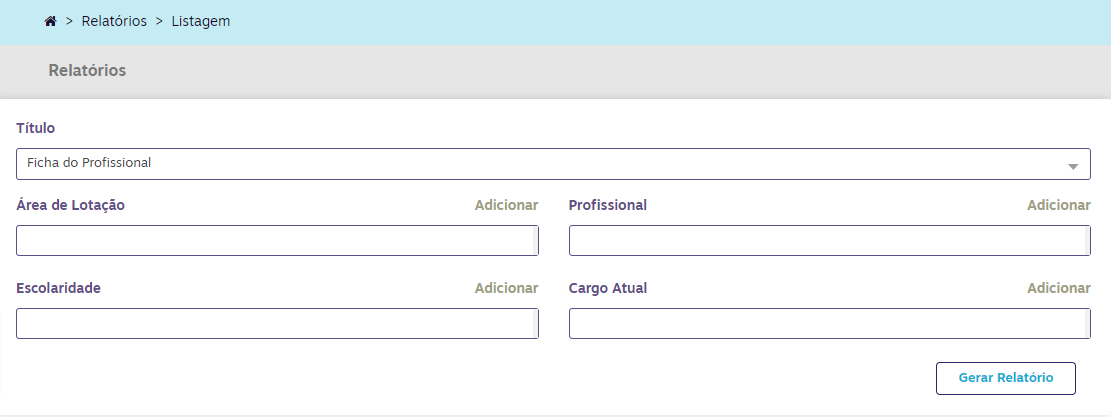 > Relatórios > Listagem
Relatórios
Título
Ficha do Profissional
Área de Lotação Adicionar Profissional Adicionar
Escolaridade Adicionar Cargo Atual Adicionar
Gerar Relatório